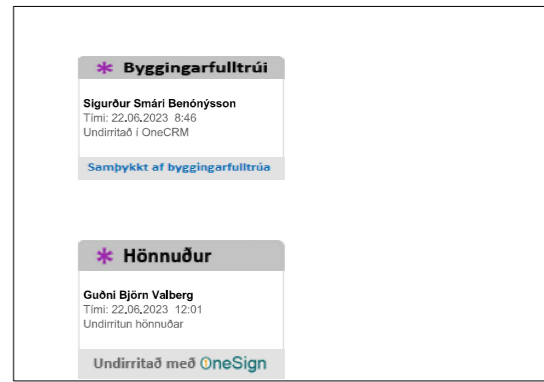 * Byggingarfulltrúi
Sigurður Smári Benónýsson
Tími: 22.06.2023 8:46
Undirritað í OneCRM
Samþykkt af byggingarfulltrúa
* Hönnuður
Guðni Björn Valberg
Tími: 22.06.2023 12:01
Undirritun hönnuðar
Undirritað með OneSign